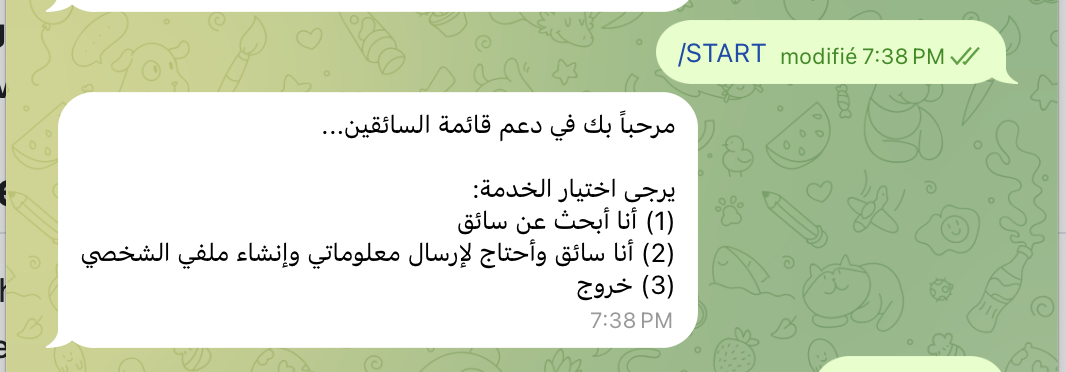 /START modifié 7:38 PM
مرحباً بك في دعم قائمة السائقين...
يرجى اختيار الخدمة:
(1) أنا أبحث عن سائق
(2) أنا سائق وأحتاج لإرسال معلوماتي وإنشاء ملفي الشخصي
(3) خروج
7:38 PM